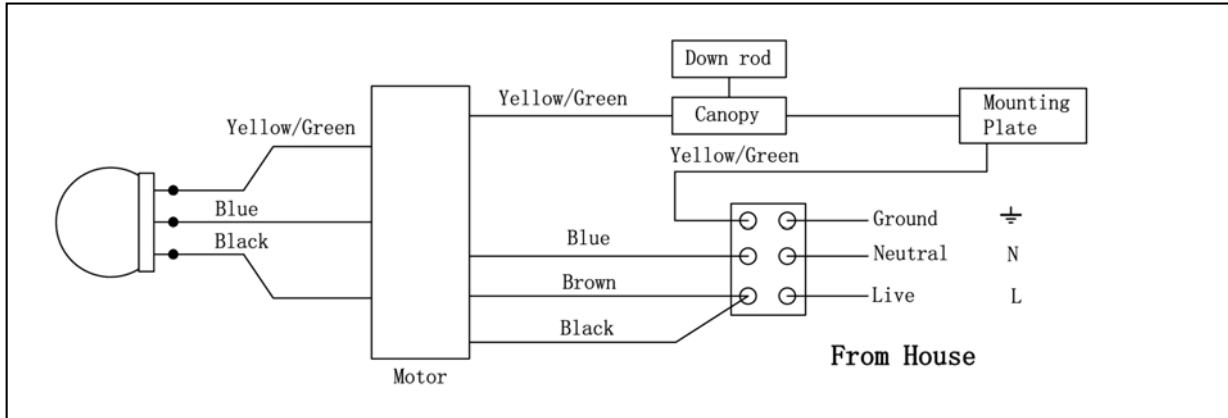 Down rod
Yellow/Green
Canopy
Mounting
Plate
Yellow/Green
Yellow/Green
Blue
Black
Ground
Blue
Neutral N
Brown
Live L
Black
From House
Motor